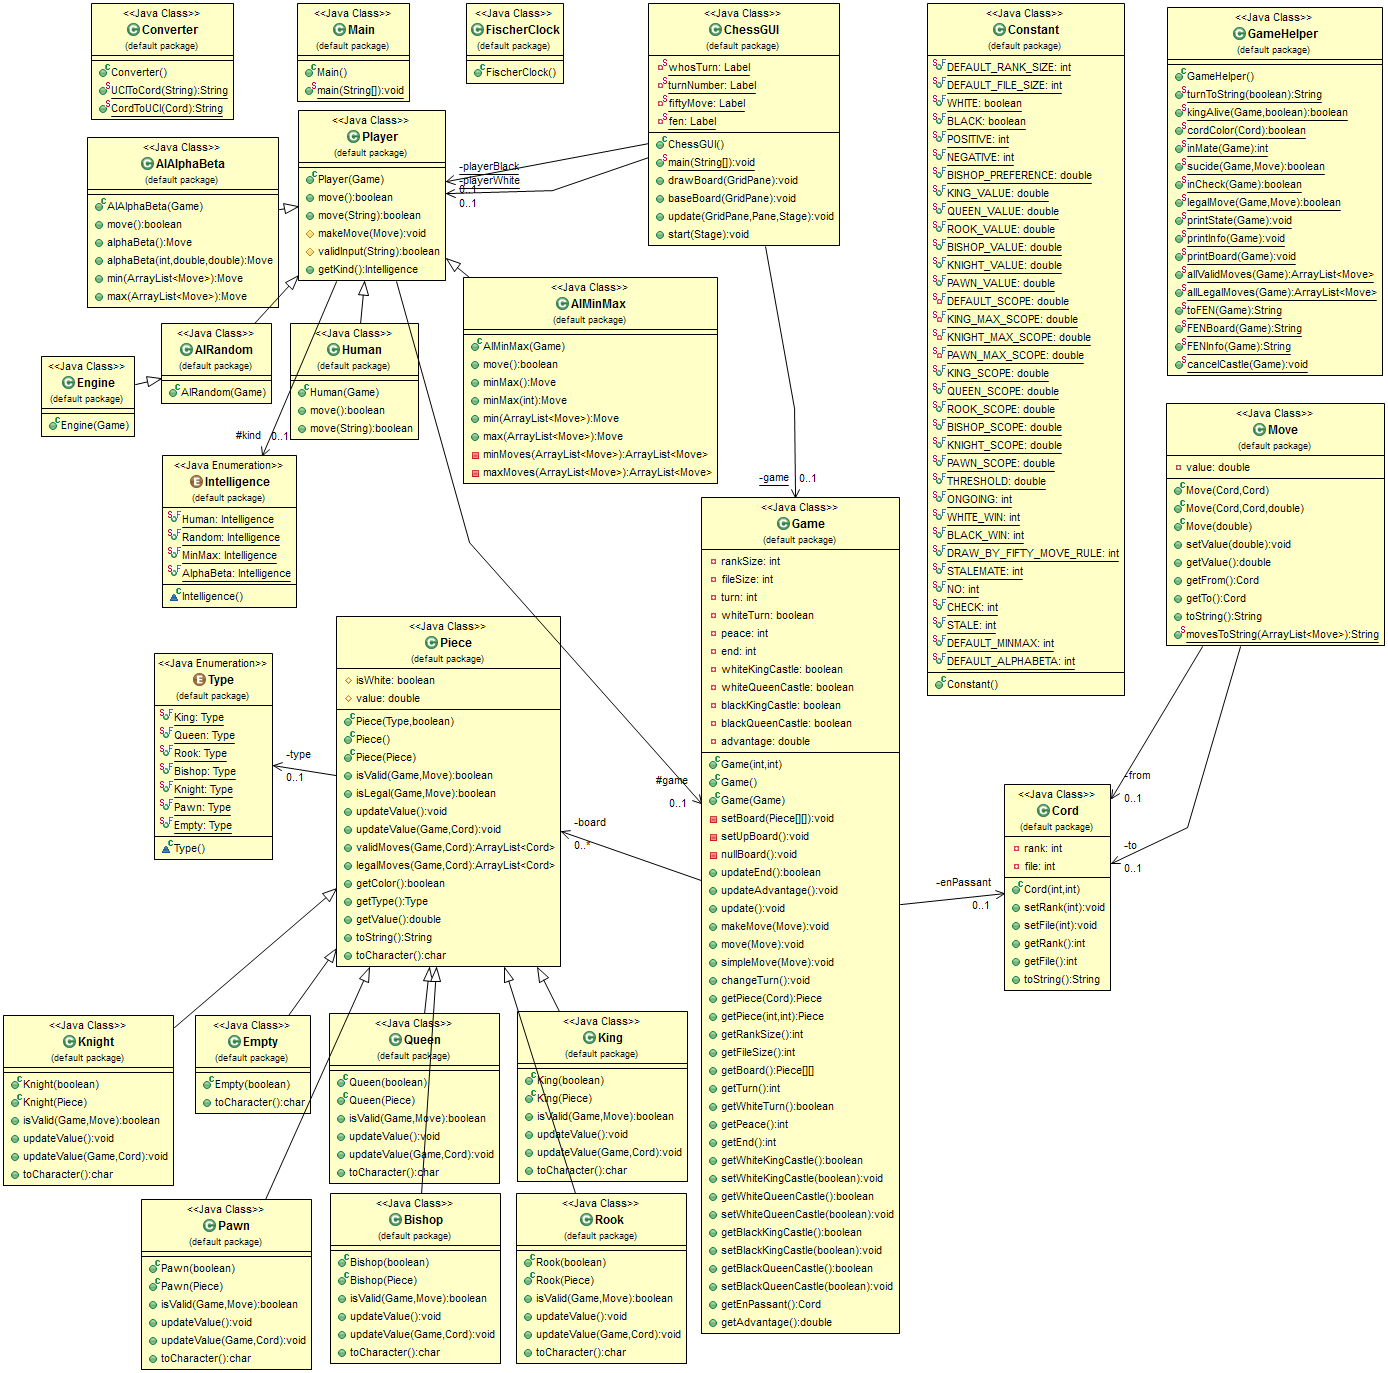 <<Java Class>>
Converter
(default package)
Converter()
UCIToCord(String):String
CordToUCI(Cord):String
<<Java Class>>
Main
(default package)
Main()
main(String[]):void
<<Java Class>>
FischerClock
(default package)
FischerClock()
<<Java Class>>
ChessGUI
(default package)
whosTurn: Label
turnNumber: Label
fiftyMove: Label
fen: Label
ChessGUI()
main(String[]):void
drawBoard(GridPane):void
baseBoard(GridPane):void
update(GridPane,Pane,Stage):void
start(Stage):void
<<Java Class>>
Constant
(default package)
DEFAULT_RANK_SIZE: int
DEFAULT_FILE_SIZE: int
WHITE: boolean
BLACK: boolean
POSITIVE: int
NEGATIVE: int
BISHOP_PREFERENCE: double
KING_VALUE: double
QUEEN_VALUE: double
ROOK_VALUE: double
BISHOP_VALUE: double
KNIGHT_VALUE: double
PAWN_VALUE: double
DEFAULT_SCOPE: double
KING_MAX_SCOPE: double
KNIGHT_MAX_SCOPE: double
PAWN_MAX_SCOPE: double
KING_SCOPE: double
QUEEN_SCOPE: double
ROOK_SCOPE: double
BISHOP_SCOPE: double
KNIGHT_SCOPE: double
PAWN_SCOPE: double
THRESHOLD: double
ONGOING: int
WHITE_WIN: int
BLACK_WIN: int
DRAW_BY_FIFTY_MOVE_RULE: int
STALEMATE: int
NO: int
CHECK: int
STALE: int
DEFAULT_MINMAX: int
DEFAULT_ALPHABETA: int
Constant()
<<Java Class>>
GameHelper
(default package)
GameHelper()
turnToString(boolean):String
kingAlive(Game,boolean):boolean
cordColor(Cord):boolean
inMate(Game):int
sucide(Game,Move):boolean
inCheck(Game):boolean
legalMove(Game,Move):boolean
printState(Game):void
printInfo(Game):void
printBoard(Game):void
allValidMoves(Game):ArrayList<Move>
allLegalMoves(Game):ArrayList<Move>
toFEN(Game):String
FENBoard(Game):String
FENInfo(Game):String
cancelCastle(Game):void
<<Java Class>>
Player
(default package)
Player(Game)
move():boolean
move(String):boolean
makeMove(Move):void
validInput(String):boolean
getKind():Intelligence
-playerBlack
0..1
-playerWhite
0..1
<<Java Class>>
AIAlphaBeta
(default package)
AIAlphaBeta(Game)
move():boolean
alphaBeta():Move
alphaBeta(int,double,double):Move
min(ArrayList<Move>):Move
max(ArrayList<Move>):Move
<<Java Class>>
AIMinMax
(default package)
AIMinMax(Game)
move():boolean
minMax():Move
minMax(int):Move
min(ArrayList<Move>):Move
max(ArrayList<Move>):Move
minMoves(ArrayList<Move>):ArrayList<Move>
maxMoves(ArrayList<Move>):ArrayList<Move>
<<Java Class>>
AIRandom
(default package)
AIRandom(Game)
<<Java Class>>
Human
(default package)
Human(Game)
move():boolean
move(String):boolean
<<Java Class>>
Engine
(default package)
Engine(Game)
#kind
0..1
<<Java Enumeration>>
Intelligence
(default package)
Human: Intelligence
Random: Intelligence
MinMax: Intelligence
AlphaBeta: Intelligence
Intelligence()
-game
0..1
<<Java Class>>
Move
(default package)
value: double
Move(Cord,Cord)
Move(Cord,Cord,double)
Move(double)
setValue(double):void
getValue():double
getFrom():Cord
getTo():Cord
toString():String
movesToString(ArrayList<Move>):String
<<Java Class>>
Game
(default package)
rankSize: int
fileSize: int
turn: int
whiteTurn: boolean
peace: int
end: int
whiteKingCastle: boolean
whiteQueenCastle: boolean
blackKingCastle: boolean
blackQueenCastle: boolean
advantage: double
Game(int,int)
Game()
Game(Game)
setBoard(Piece[][]):void
setUpBoard():void
nullBoard():void
updateEnd():boolean
updateAdvantage():void
update():void
makeMove(Move):void
move(Move):void
simpleMove(Move):void
changeTurn():void
getPiece(Cord):Piece
getPiece(int,int):Piece
getRankSize():int
getFileSize():int
getBoard():Piece[][]
getTurn():int
getWhiteTurn():boolean
getPeace():int
getEnd():int
getWhiteKingCastle():boolean
setWhiteKingCastle(boolean):void
getWhiteQueenCastle():boolean
setWhiteQueenCastle(boolean):void
getBlackKingCastle():boolean
setBlackKingCastle(boolean):void
getBlackQueenCastle():boolean
setBlackQueenCastle(boolean):void
getEnPassant():Cord
getAdvantage():double
<<Java Class>>
Piece
(default package)
isWhite: boolean
value: double
Piece(Type,boolean)
Piece()
Piece(Piece)
isValid(Game,Move):boolean
isLegal(Game,Move):boolean
updateValue():void
updateValue(Game,Cord):void
validMoves(Game,Cord):ArrayList<Cord>
legalMoves(Game,Cord):ArrayList<Cord>
getColor():boolean
getType():Type
getValue():double
toString():String
toCharacter():char
<<Java Enumeration>>
Type
(default package)
King: Type
Queen: Type
Rook: Type
Bishop: Type
Knight: Type
Pawn: Type
Empty: Type
Type()
-type
0..1
#game
0..1
-board
0..*
-enPassant
0..1
-from
0..1
-to
0..1
<<Java Class>>
Cord
(default package)
rank: int
file: int
Cord(int,int)
setRank(int):void
setFile(int):void
getRank():int
getFile():int
toString():String
<<Java Class>>
Knight
(default package)
Knight(boolean)
Knight(Piece)
isValid(Game,Move):boolean
updateValue():void
updateValue(Game,Cord):void
toCharacter():char
<<Java Class>>
Empty
(default package)
Empty(boolean)
toCharacter():char
<<Java Class>>
Queen
(default package)
Queen(boolean)
Queen(Piece)
isValid(Game,Move):boolean
updateValue():void
updateValue(Game,Cord):void
toCharacter():char
<<Java Class>>
King
(default package)
King(boolean)
King(Piece)
isValid(Game,Move):boolean
updateValue():void
updateValue(Game,Cord):void
toCharacter():char
<<Java Class>>
Pawn
(default package)
Pawn(boolean)
Pawn(Piece)
isValid(Game,Move):boolean
updateValue():void
updateValue(Game,Cord):void
toCharacter():char
<<Java Class>>
Bishop
(default package)
Bishop(boolean)
Bishop(Piece)
isValid(Game,Move):boolean
updateValue():void
updateValue(Game,Cord):void
toCharacter():char
<<Java Class>>
Rook
(default package)
Rook(boolean)
Rook(Piece)
isValid(Game,Move):boolean
updateValue():void
updateValue(Game,Cord):void
toCharacter():char